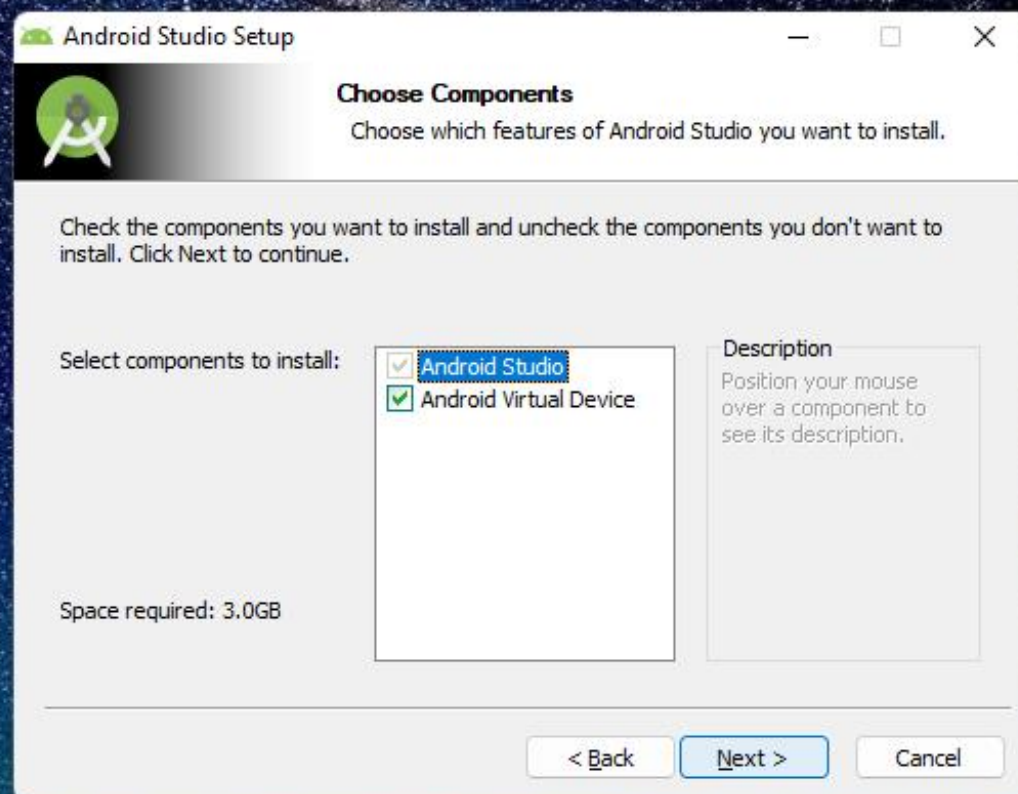 Android Studio Setup
Choose Components
Choose which features of Android Studio you want to install.
Check the components you want to install and uncheck the components you don't want to
install. Click Next to continue.
Select components to install:
Android Studio
Android Virtual Device
Description
Position your mouse
over a component to
see its description.
Space required: 3.0GB
< Back
Next >
Cancel